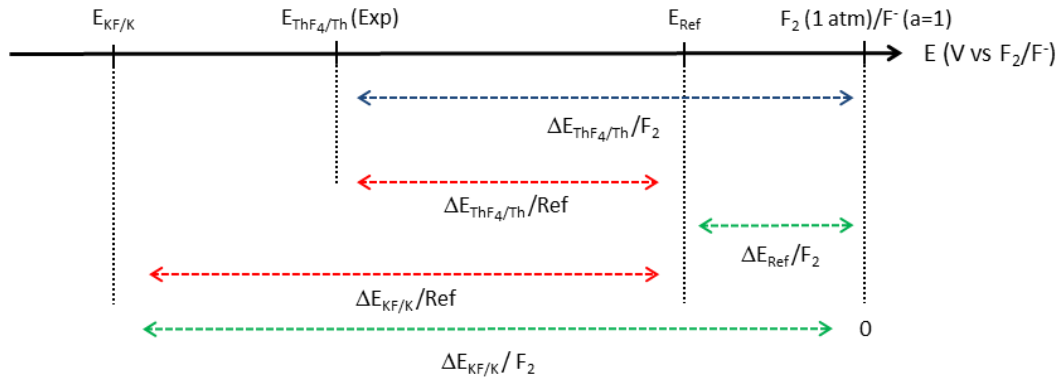 E_KF/K
E_ThF₄/Th (Exp)
E_Ref
F₂ (1 atm)/F⁻ (a=1)
E (V vs F₂/F⁻)
ΔE_ThF₄/Th/F₂
ΔE_ThF₄/Th/Ref
ΔE_Ref/F₂
ΔE_KF/K/Ref
0
ΔE_KF/K/ F₂